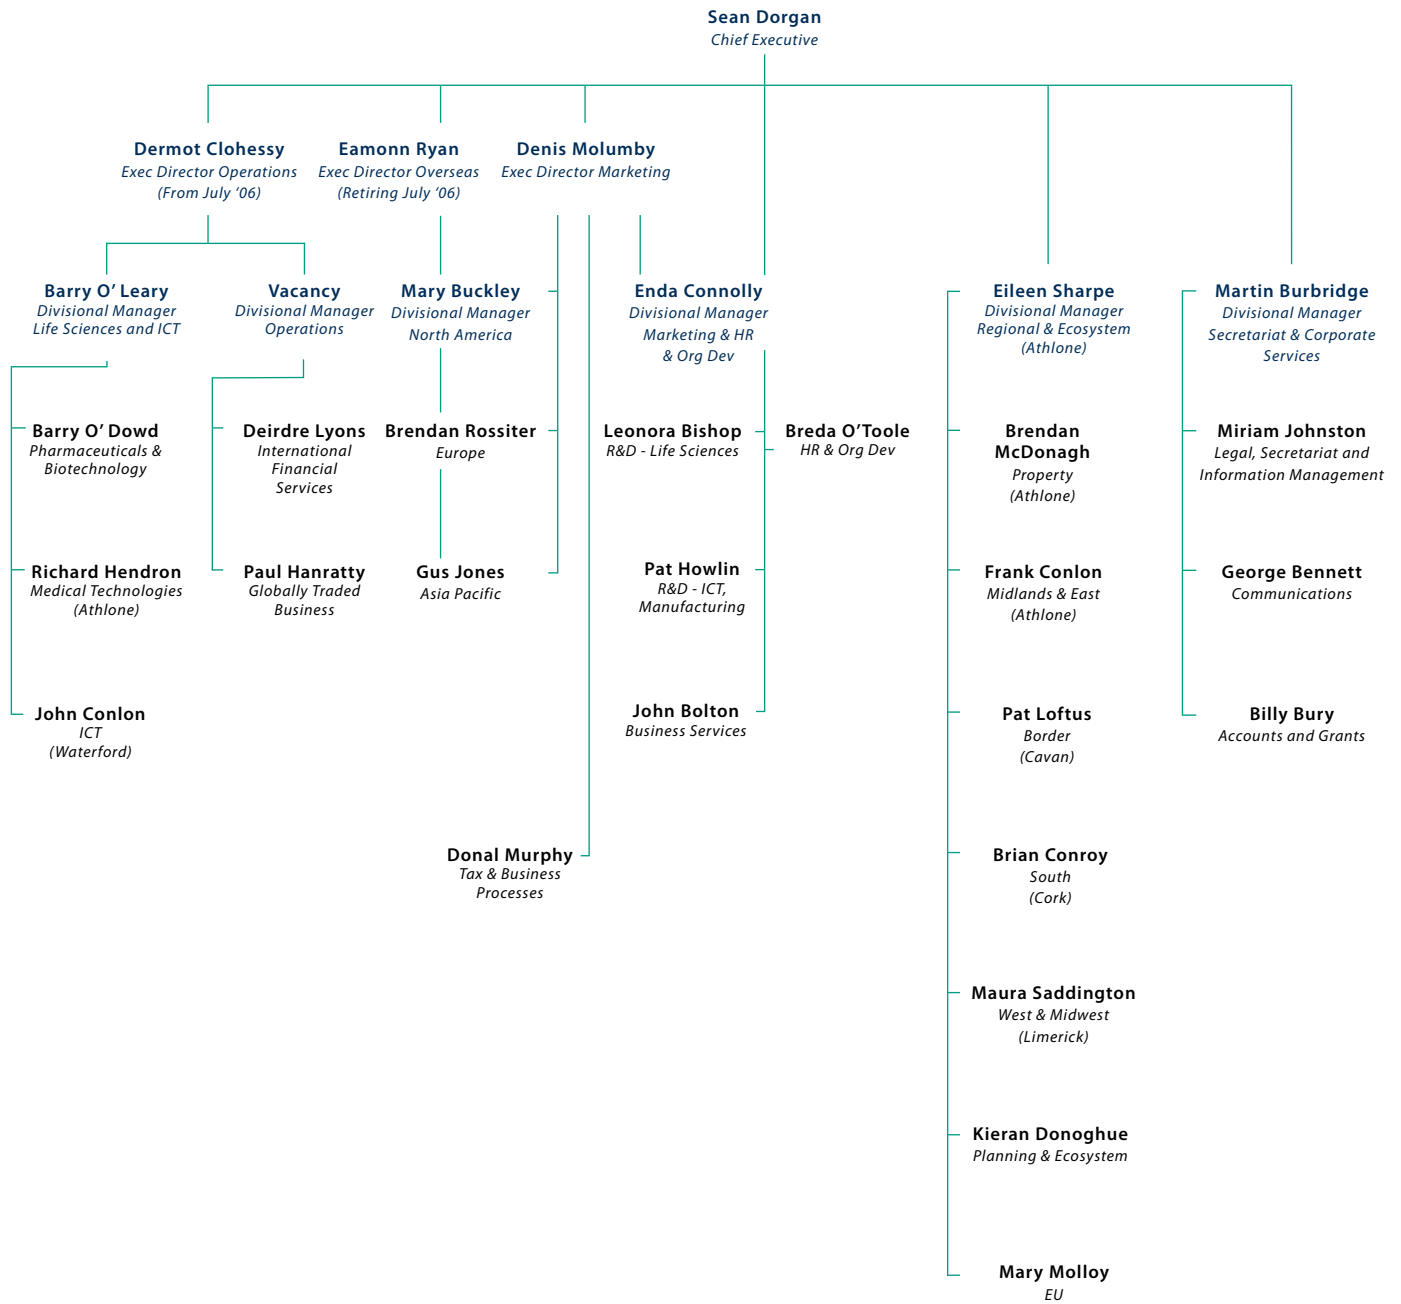 Sean Dorgan
Chief Executive
Dermot Clohessy
Exec Director Operations
(From July ‘06)
Eamonn Ryan
Exec Director Overseas
(Retiring July ‘06)
Denis Molumby
Exec Director Marketing
Barry O’ Leary
Divisional Manager
Life Sciences and ICT
Vacancy
Divisional Manager
Operations
Mary Buckley
Divisional Manager
North America
Enda Connolly
Divisional Manager
Marketing & HR
& Org Dev
Eileen Sharpe
Divisional Manager
Regional & Ecosystem
(Athlone)
Martin Burbridge
Divisional Manager
Secretariat & Corporate
Services
Barry O’ Dowd
Pharmaceuticals &
Biotechnology
Deirdre Lyons
International
Financial
Services
Brendan Rossiter
Europe
Leonora Bishop
R&D - Life Sciences
Breda O’Toole
HR & Org Dev
Brendan
McDonagh
Property
(Athlone)
Miriam Johnston
Legal, Secretariat and
Information Management
Richard Hendron
Medical Technologies
(Athlone)
Paul Hanratty
Globally Traded
Business
Gus Jones
Asia Pacific
Pat Howlin
R&D - ICT,
Manufacturing
Frank Conlon
Midlands & East
(Athlone)
George Bennett
Communications
John Conlon
ICT
(Waterford)
John Bolton
Business Services
Pat Loftus
Border
(Cavan)
Billy Bury
Accounts and Grants
Donal Murphy
Tax & Business
Processes
Brian Conroy
South
(Cork)
Maura Saddington
West & Midwest
(Limerick)
Kieran Donoghue
Planning & Ecosystem
Mary Molloy
EU